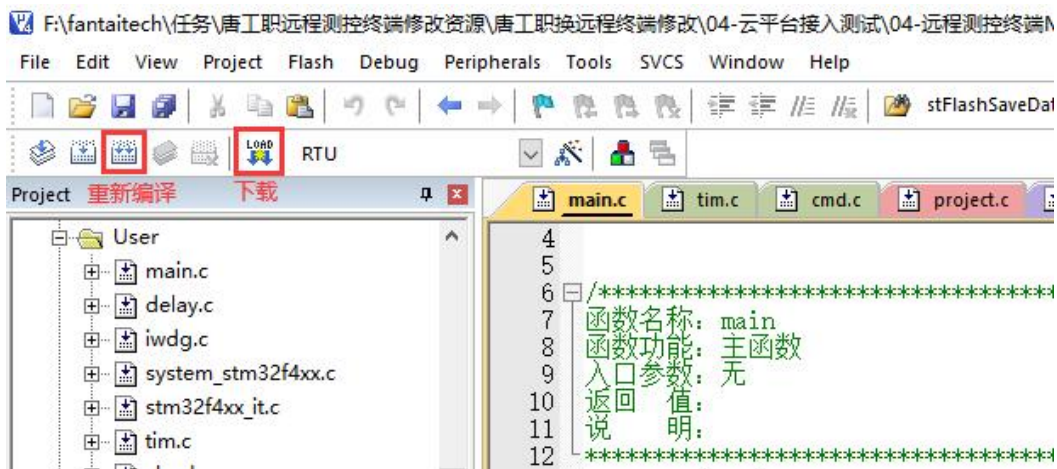 F:\fantaitech\任务\唐工职远程测控终端修改资源\唐工职换远程终端修改\04-云平台接入测试\04-远程测控终端M
File Edit View Project Flash Debug Peripherals Tools SVCS Window Help
stFlashSaveDat
LOAD RTU
Project 重新编译 下载
main.c tim.c cmd.c project.c
User
main.c
delay.c
iwdg.c
system_stm32f4xx.c
stm32f4xx_it.c
tim.c
4
5
6 /***********************************
7 函数名称：main
8 函数功能：主函数
9 入口参数：无
10 返回 值：
11 说 明：
12 ***********************************